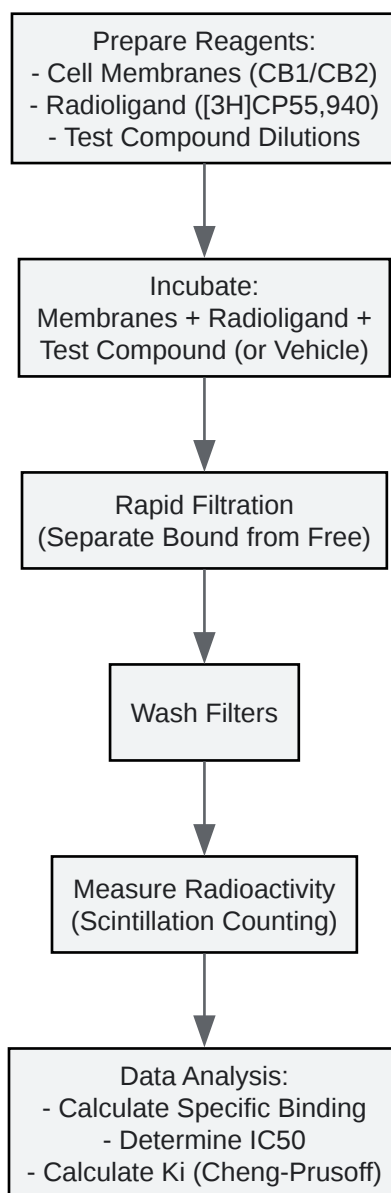 Prepare Reagents:
- Cell Membranes (CB1/CB2)
- Radioligand ([3H]CP55,940)
- Test Compound Dilutions
Incubate:
Membranes + Radioligand +
Test Compound (or Vehicle)
Rapid Filtration
(Separate Bound from Free)
Wash Filters
Measure Radioactivity
(Scintillation Counting)
Data Analysis:
- Calculate Specific Binding
- Determine IC50
- Calculate Ki (Cheng-Prusoff)